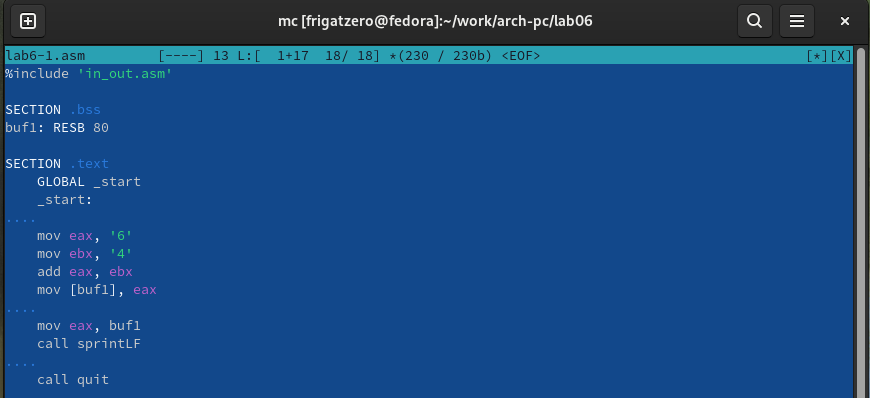 mc [frigatzero@fedora]:~/work/arch-pc/lab06
lab6-1.asm         [----] 13 L:[  1+17  18/ 18] *(230 / 230b) <EOF>                                 [*][X]
%include 'in_out.asm'

SECTION .bss
buf1: RESB 80

SECTION .text
    GLOBAL _start
    _start:
....
    mov eax, '6'
    mov ebx, '4'
    add eax, ebx
    mov [buf1], eax
....
    mov eax, buf1
    call sprintLF
....
    call quit